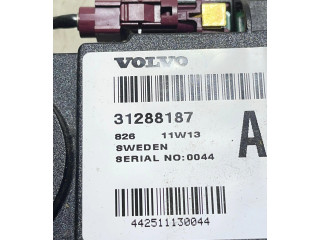 VOLVO
31288187
826 11W13
SWEDEN
SERIAL NO:0044
A
442511130044